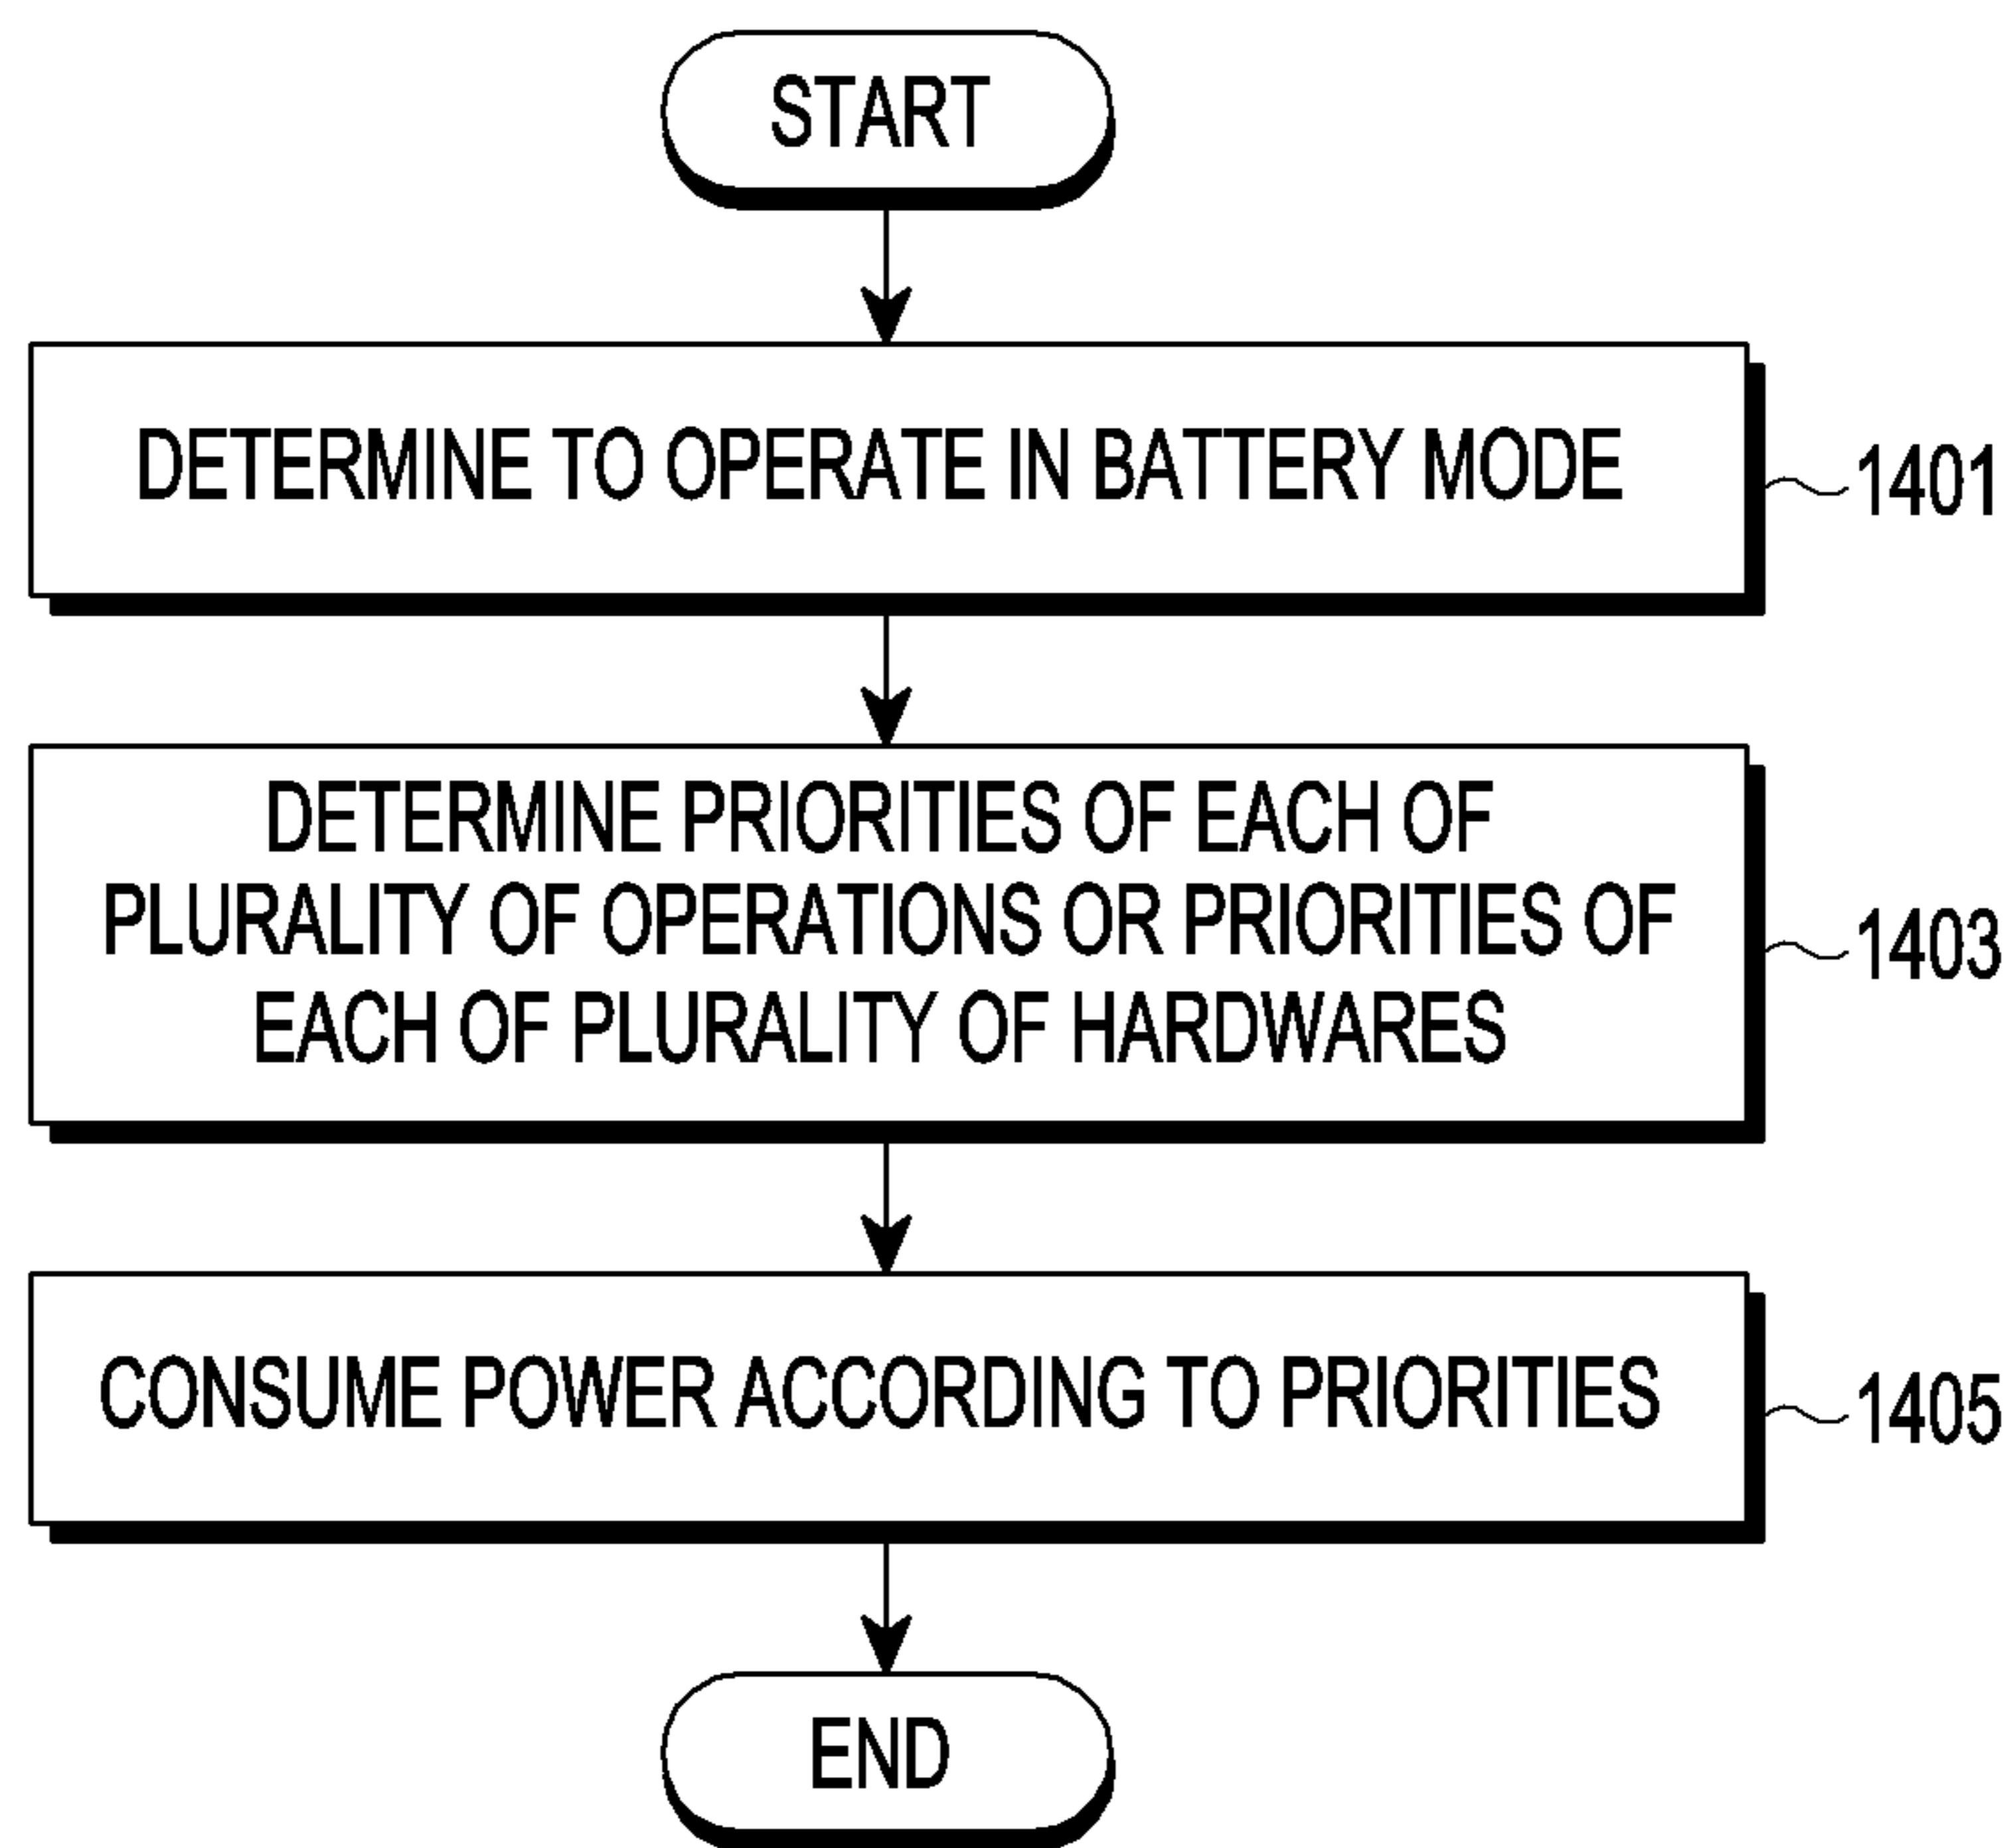 START
DETERMINE TO OPERATE IN BATTERY MODE
1401
DETERMINE PRIORITIES OF EACH OF
PLURALITY OF OPERATIONS OR PRIORITIES OF
EACH OF PLURALITY OF HARDWARES
1403
CONSUME POWER ACCORDING TO PRIORITIES
1405
END